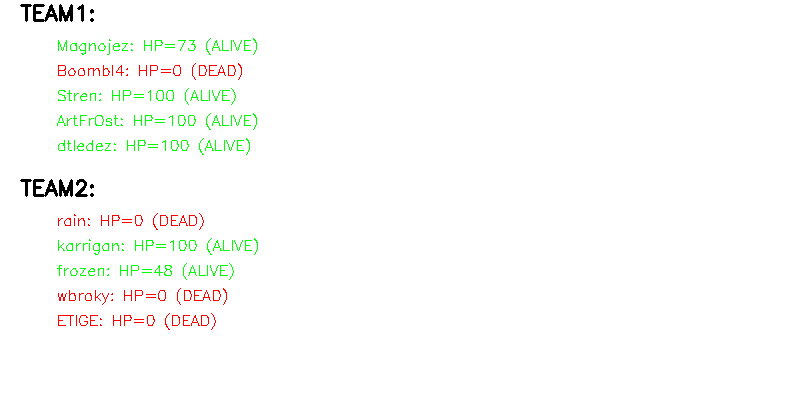 TEAM1:
Magnojez: HP=73 (ALIVE)
Boombl4: HP=0 (DEAD)
Stren: HP=100 (ALIVE)
ArtFrOst: HP=100 (ALIVE)
dtledez: HP=100 (ALIVE)
TEAM2:
rain: HP=0 (DEAD)
karrigan: HP=100 (ALIVE)
frozen: HP=48 (ALIVE)
wbroky: HP=0 (DEAD)
ETIGE: HP=0 (DEAD)